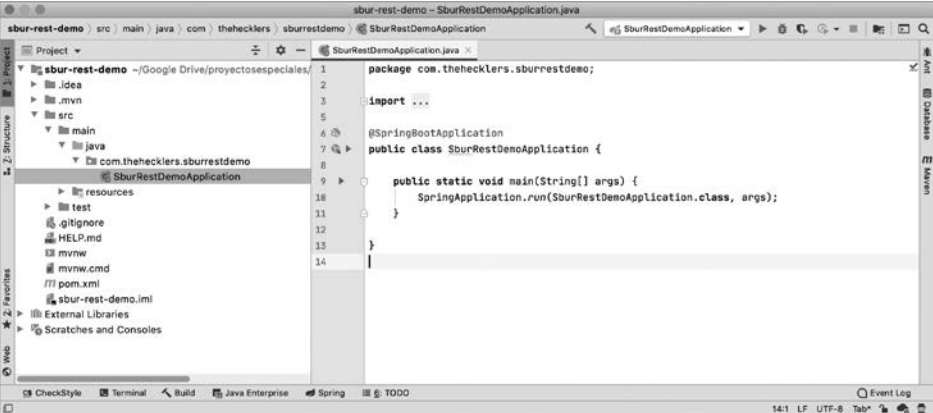 sbur-rest-demo – SburRestDemoApplication.java
sbur-rest-demo src main java com thehecklers sburrestdemo SburRestDemoApplication
SburRestDemoApplication
1: Project
Project
SburRestDemoApplication.java
sbur-rest-demo ~/Google Drive/proyectosespeciales/
.idea
.mvn
src
main
java
com.thehecklers.sburrestdemo
SburRestDemoApplication
resources
test
.gitignore
HELP.md
mvnw
mvnw.cmd
pom.xml
sbur-rest-demo.iml
External Libraries
Scratches and Consoles
Z: Structure
2: Favorites
Web
1 package com.thehecklers.sburrestdemo;
2
3 import ...
5
6 @SpringBootApplication
7 public class SburRestDemoApplication {
8
9 public static void main(String[] args) {
10 SpringApplication.run(SburRestDemoApplication.class, args);
11 }
12
13 }
14
Ant
Database
Maven
CheckStyle Terminal Build Java Enterprise Spring 6: TODO Event Log
14:1 LF UTF-8 Tab*